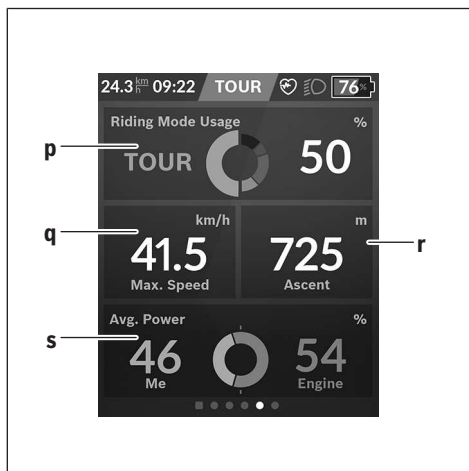 24.3 km/h 09:22 TOUR 76%
Riding Mode Usage %
p
TOUR 50
km/h m
q
41.5 725
r
Max. Speed Ascent
Avg. Power %
s
46 54
Me Engine